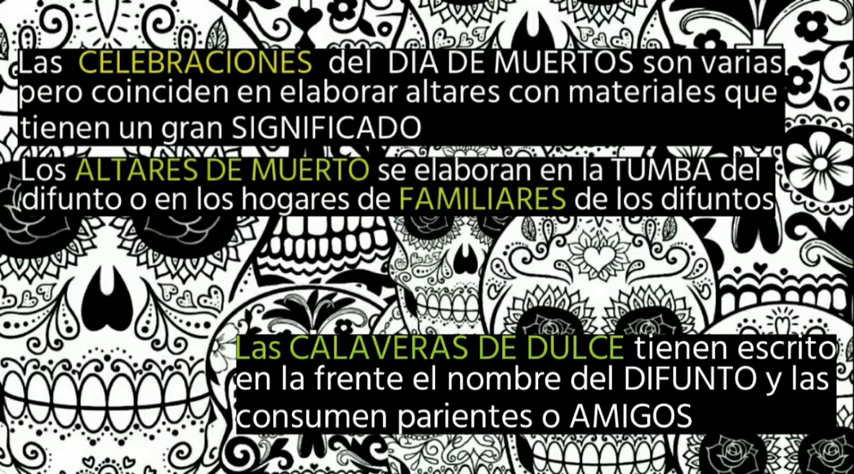 Las CELEBRACIONES del DIA DE MUERTOS son varias
pero coinciden en elaborar altares con materiales que
tienen un gran SIGNIFICADO
Los ALTARES DE MUERTO se elaboran en la TUMBA del
difunto o en los hogares de FAMILIARES de los difuntos
Las CALAVERAS DE DULCE tienen escrito
en la frente el nombre del DIFUNTO y las
consumen parientes o AMIGOS